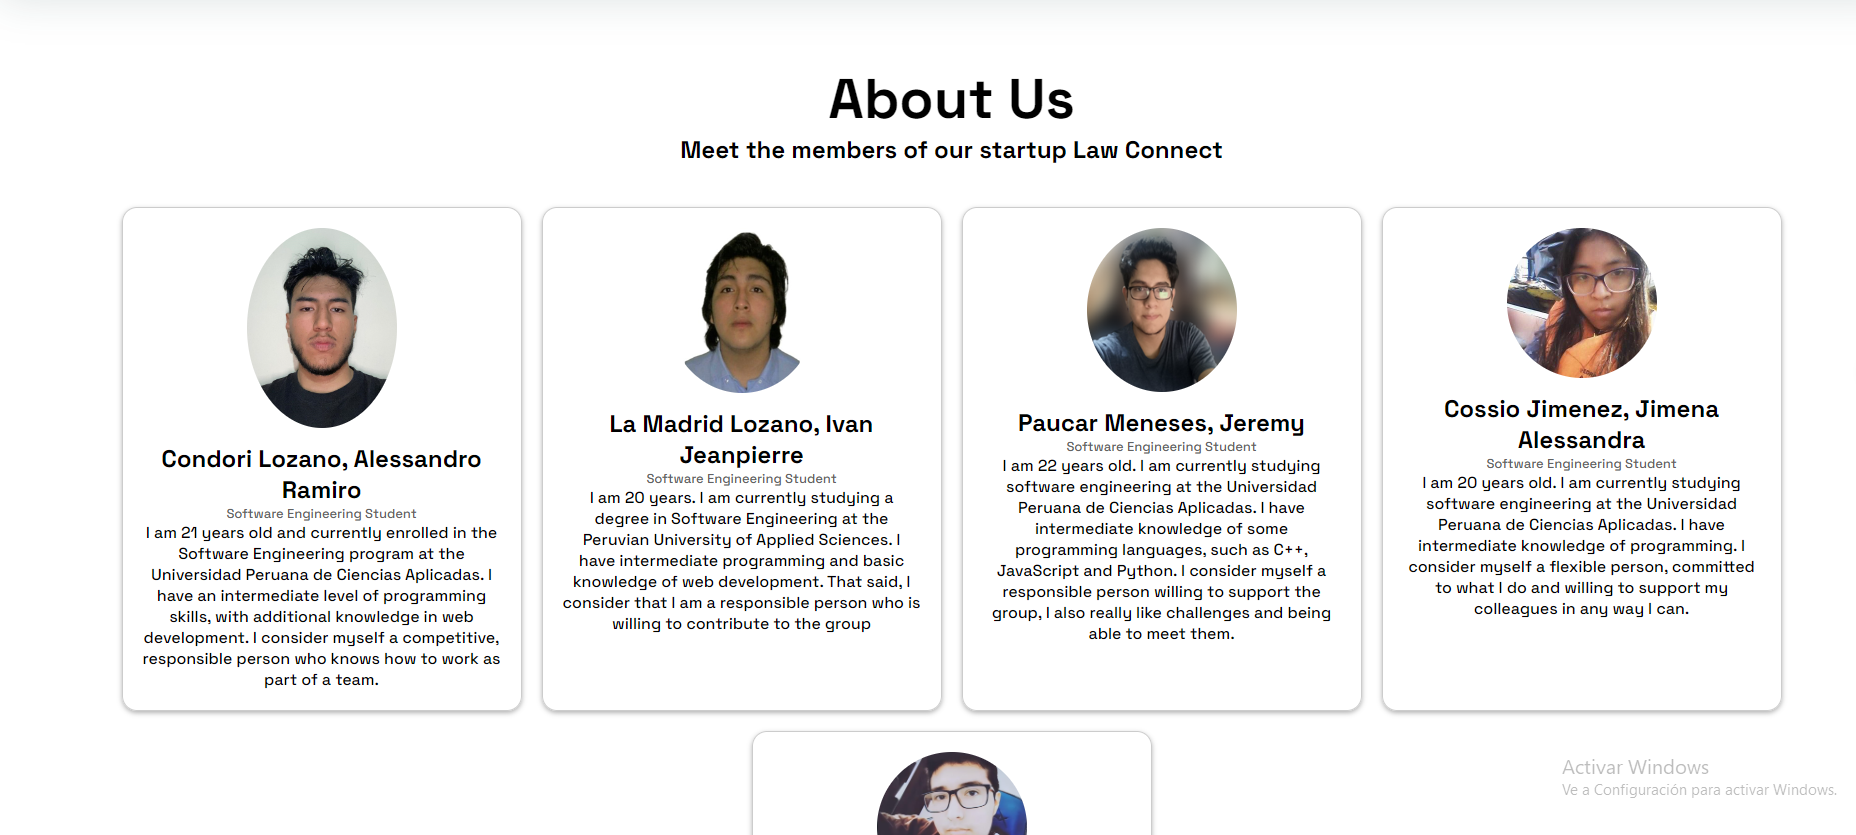 About Us
Meet the members of our startup Law Connect
Condori Lozano, Alessandro
Ramiro
Software Engineering Student
I am 21 years old and currently enrolled in the
Software Engineering program at the
Universidad Peruana de Ciencias Aplicadas. I
have an intermediate level of programming
skills, with additional knowledge in web
development. I consider myself a competitive,
responsible person who knows how to work as
part of a team.
La Madrid Lozano, Ivan
Jeanpierre
Software Engineering Student
I am 20 years. I am currently studying a
degree in Software Engineering at the
Peruvian University of Applied Sciences. I
have intermediate programming and basic
knowledge of web development. That said, I
consider that I am a responsible person who is
willing to contribute to the group
Paucar Meneses, Jeremy
Software Engineering Student
I am 22 years old. I am currently studying
software engineering at the Universidad
Peruana de Ciencias Aplicadas. I have
intermediate knowledge of some
programming languages, such as C++,
JavaScript and Python. I consider myself a
responsible person willing to support the
group, I also really like challenges and being
able to meet them.
Cossio Jimenez, Jimena
Alessandra
Software Engineering Student
I am 20 years old. I am currently studying
software engineering at the Universidad
Peruana de Ciencias Aplicadas. I have
intermediate knowledge of programming. I
consider myself a flexible person, committed
to what I do and willing to support my
colleagues in any way I can.
Activar Windows
Ve a Configuración para activar Windows.